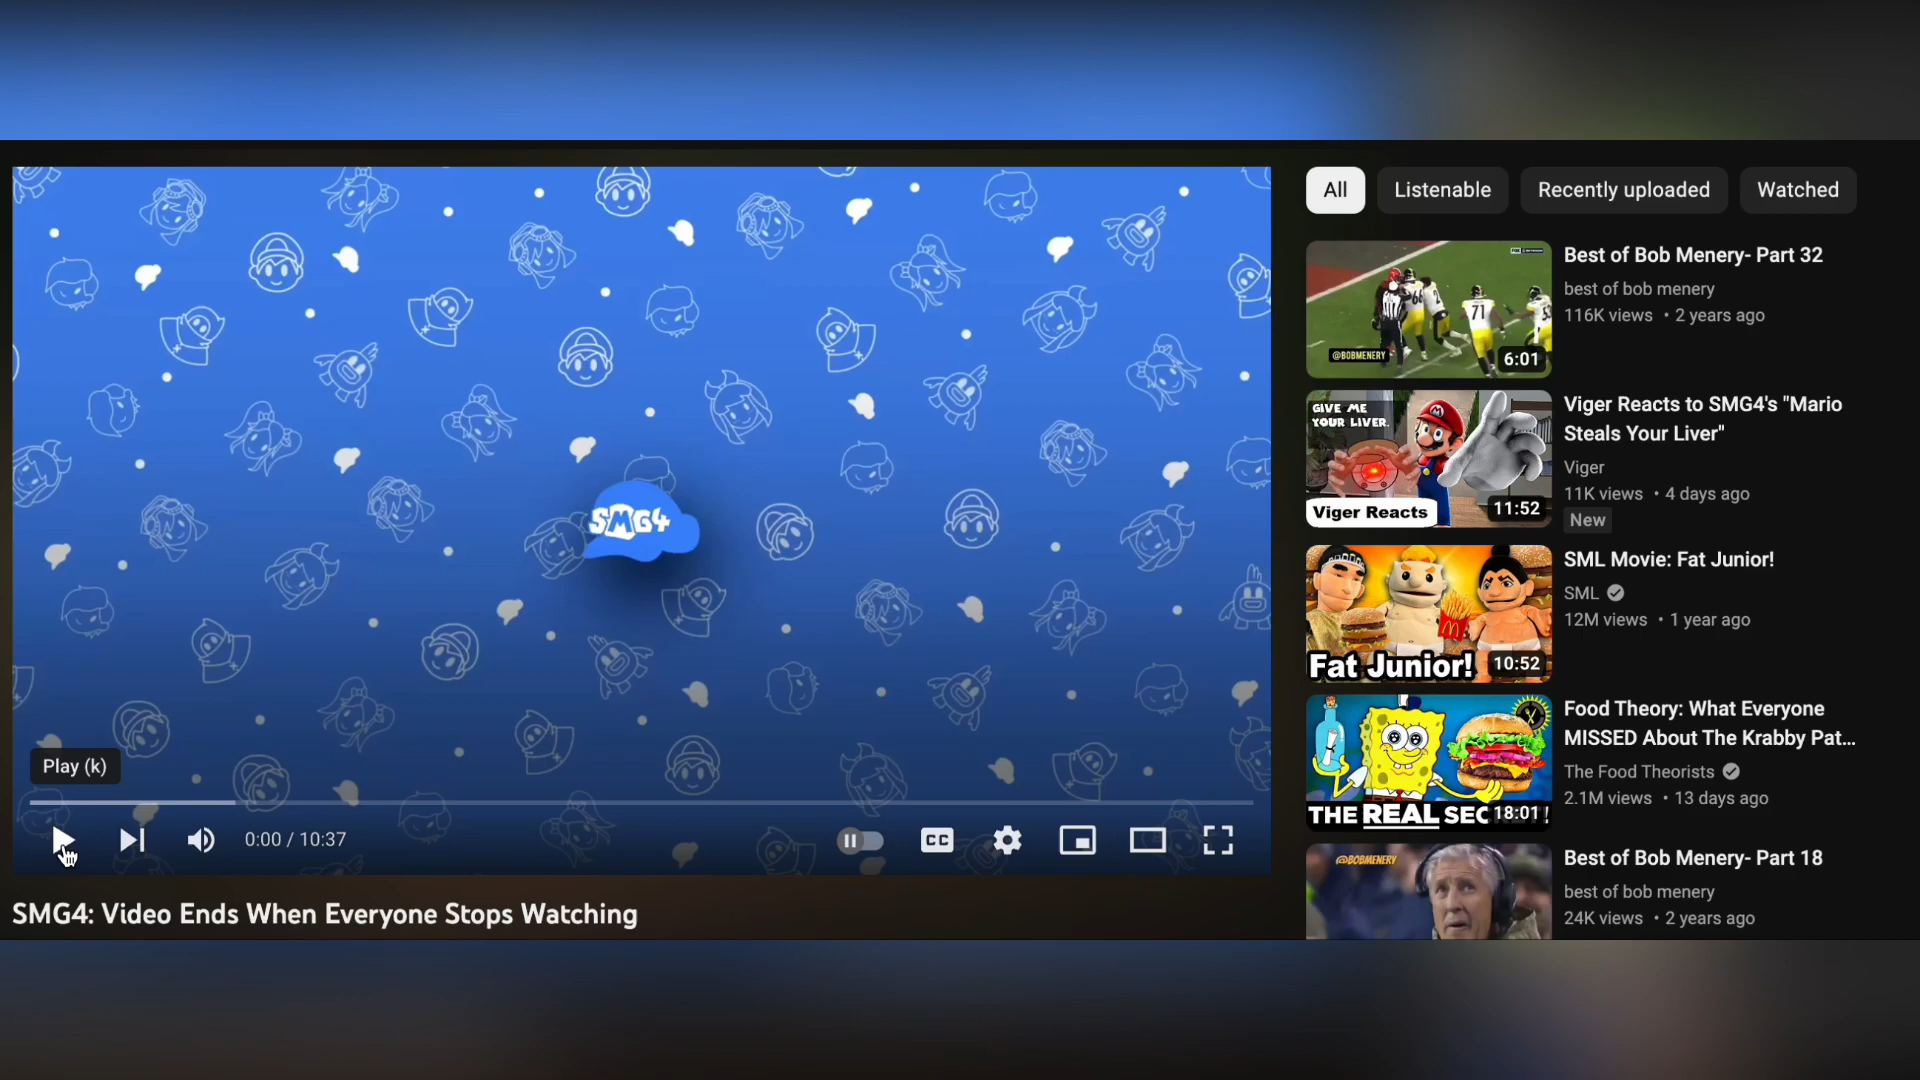 SMG4
Play (k)
0:00 / 10:37
CC
SMG4: Video Ends When Everyone Stops Watching
All
Listenable
Recently uploaded
Watched
66
71
@BOBMENERY
6:01
Best of Bob Menery- Part 32
best of bob menery
116K views • 2 years ago
GIVE ME
YOUR LIVER.
Viger Reacts
11:52
Viger Reacts to SMG4's "Mario
Steals Your Liver"
Viger
11K views • 4 days ago
New
Fat Junior!
10:52
SML Movie: Fat Junior!
SML
12M views • 1 year ago
THE REAL SEC
18:01
Food Theory: What Everyone
MISSED About The Krabby Pat...
The Food Theorists
2.1M views • 13 days ago
@BOBMENERY
Best of Bob Menery- Part 18
best of bob menery
24K views • 2 years ago